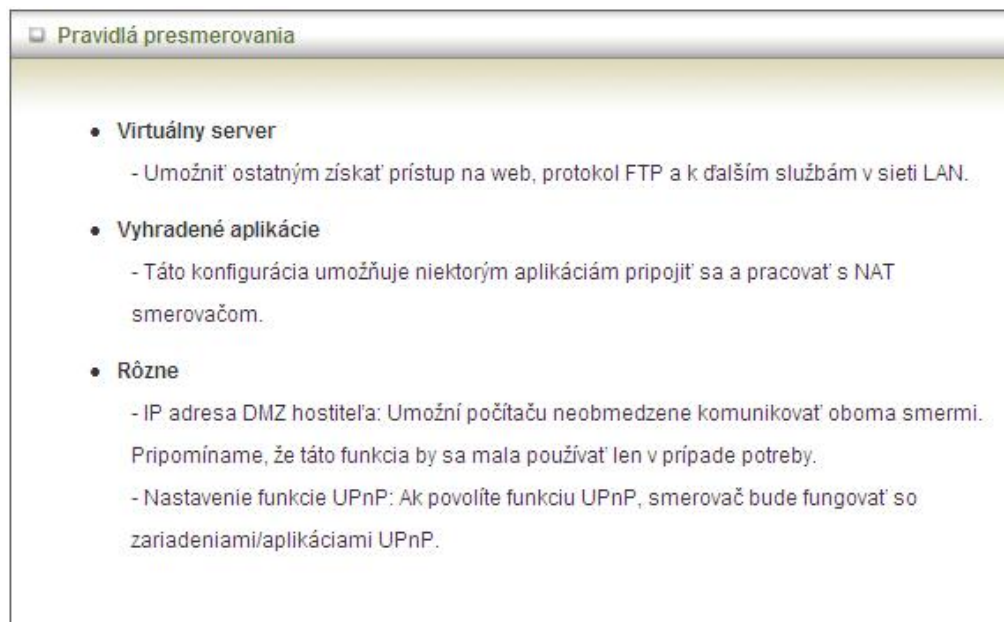 Pravidlá presmerovania
• Virtuálny server
- Umožniť ostatným získať prístup na web, protokol FTP a k ďalším službám v sieti LAN.
• Vyhradené aplikácie
- Táto konfigurácia umožňuje niektorým aplikáciám pripojiť sa a pracovať s NAT
smerovačom.
• Rôzne
- IP adresa DMZ hostiteľa: Umožní počítaču neobmedzene komunikovať oboma smermi.
Pripomíname, že táto funkcia by sa mala používať len v prípade potreby.
- Nastavenie funkcie UPnP: Ak povolíte funkciu UPnP, smerovač bude fungovať so
zariadeniami/aplikáciami UPnP.